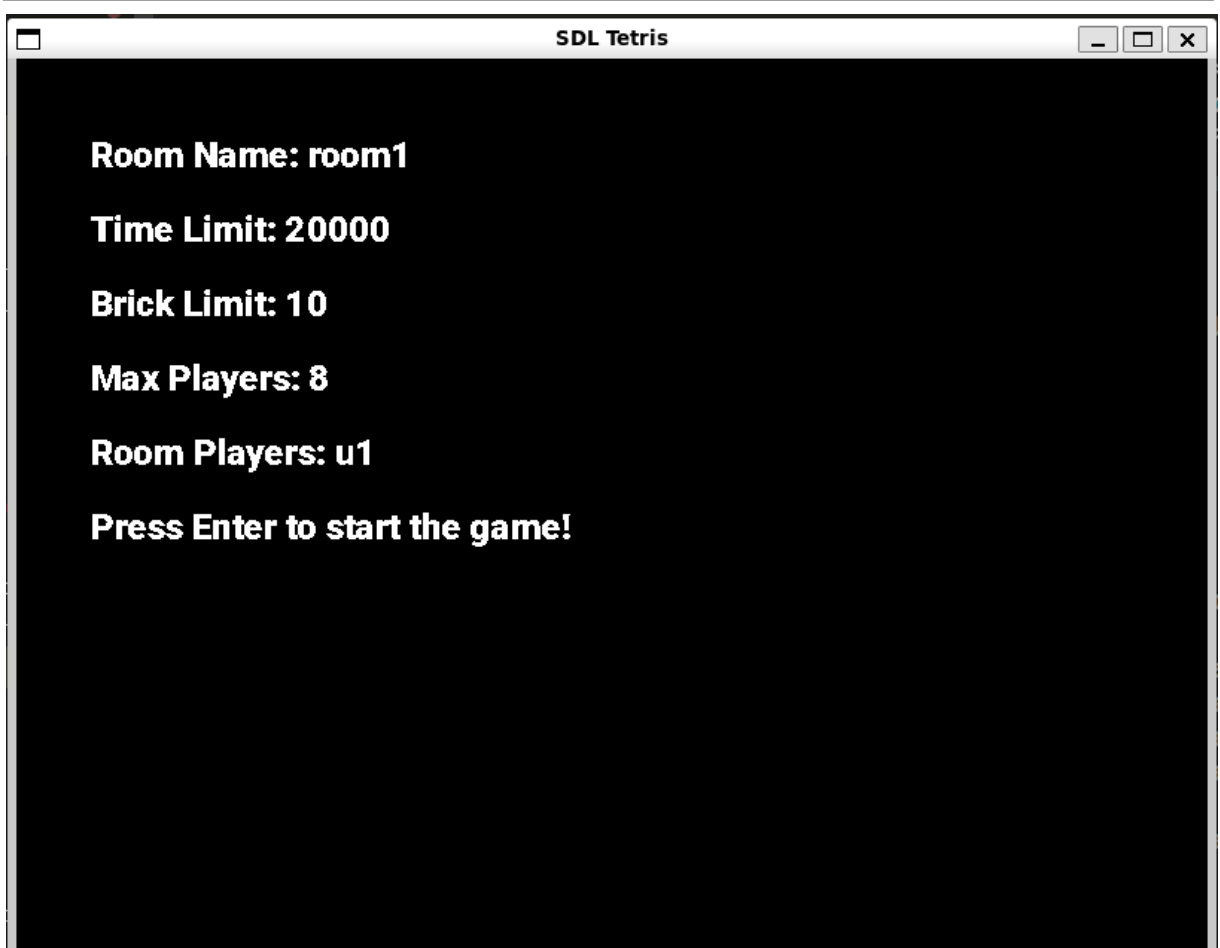 SDL Tetris
Room Name: room1
Time Limit: 20000
Brick Limit: 10
Max Players: 8
Room Players: u1
Press Enter to start the game!